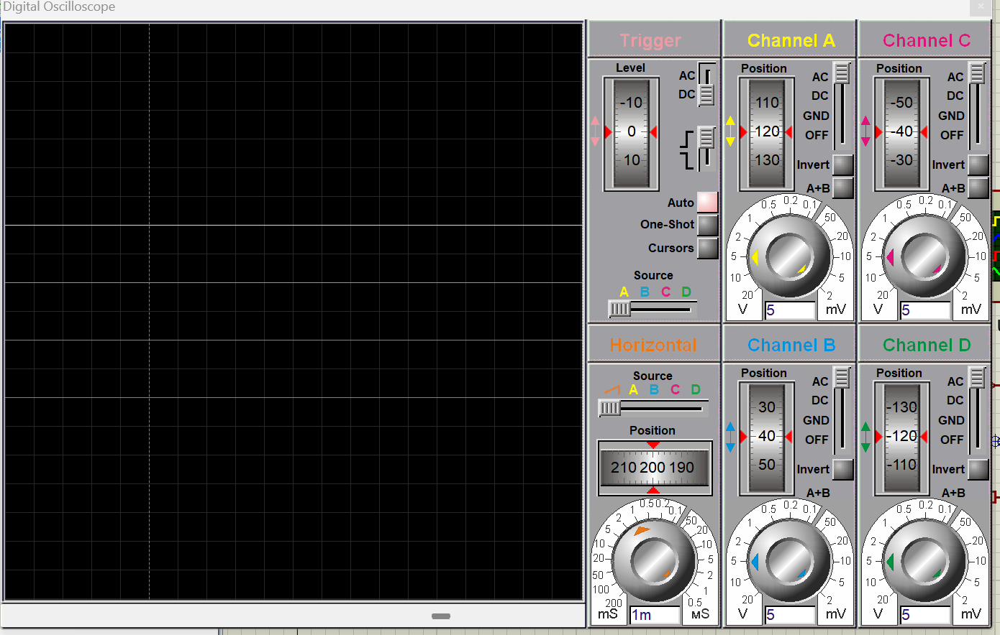 Digital Oscilloscope
Trigger
Level
AC
DC
-10
0
10
Auto
One-Shot
Cursors
Source
A B C D
Channel A
Position
AC
DC
GND
OFF
110
120
130
Invert
A+B
0.5 0.2 0.1
1 50
2 20
5 10
10 5
20 2
V 5 mV
Channel C
Position
AC
DC
GND
OFF
-50
-40
-30
Invert
A+B
0.5 0.2 0.1
1 50
2 20
5 10
10 5
20 2
V 5 mV
Horizontal
Source
A B C D
Position
210 200 190
1 0.5 0.2 0.1
2 50
5 20
10 10
20 5
50 2
100 1
200 0.5
mS 1m мS
Channel B
Position
AC
DC
GND
OFF
30
40
50
Invert
A+B
0.5 0.2 0.1
1 50
2 20
5 10
10 5
20 2
V 5 mV
Channel D
Position
AC
DC
GND
OFF
-130
-120
-110
Invert
A+B
0.5 0.2 0.1
1 50
2 20
5 10
10 5
20 2
V 5 mV